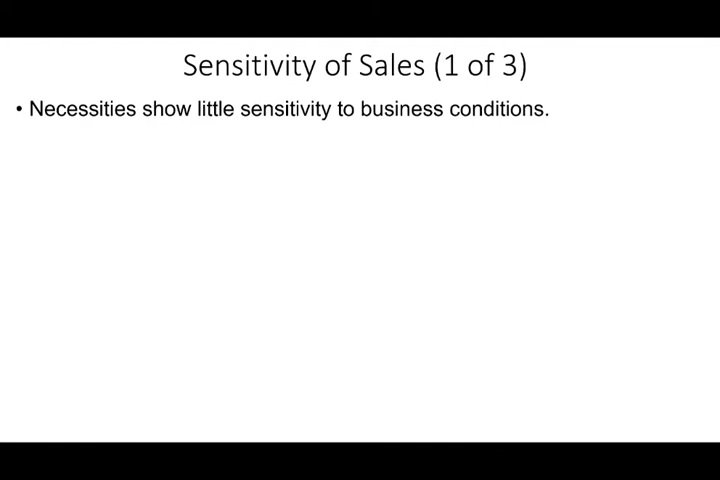 Sensitivity of Sales (1 of 3)
• Necessities show little sensitivity to business conditions.